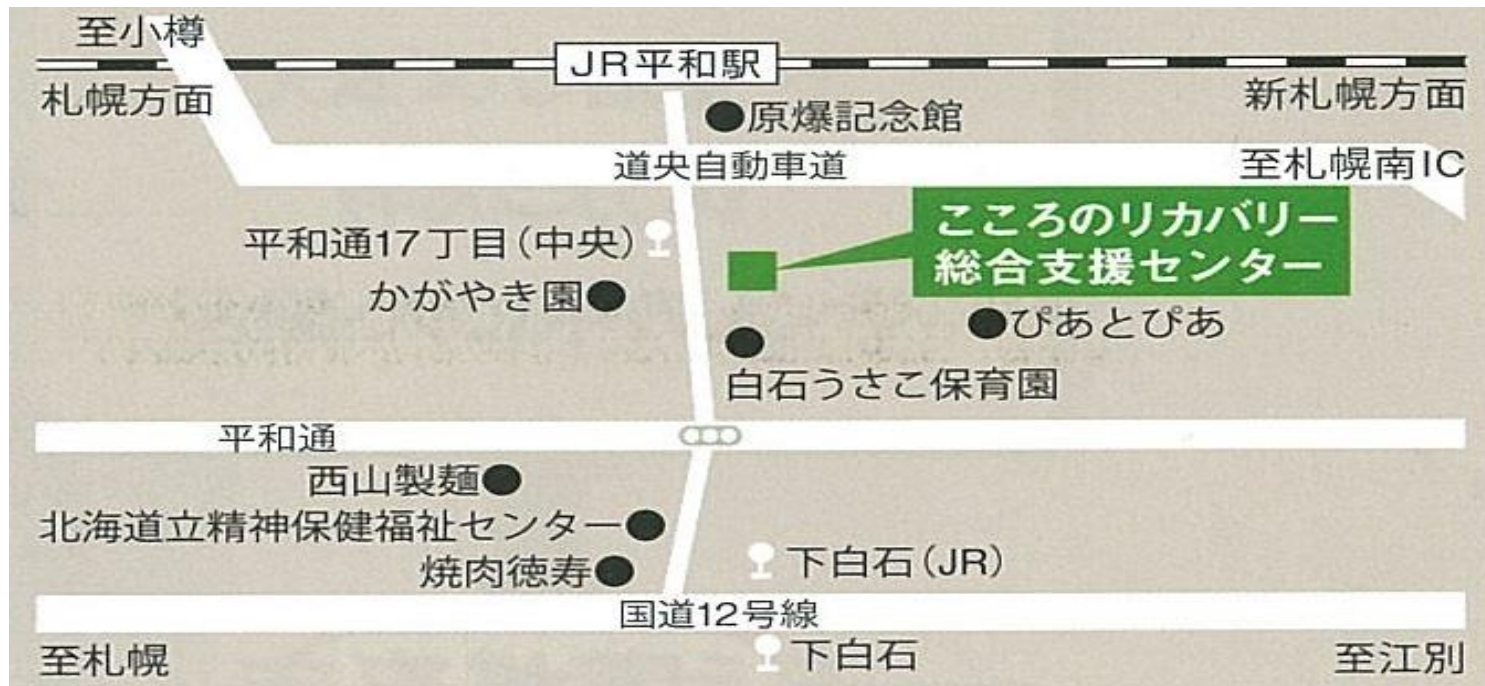 至小樽
JR平和駅
札幌方面
新札幌方面
●原爆記念館
道央自動車道
至札幌南IC
こころのリカバリー
総合支援センター
平和通17丁目(中央)
かがやき園●
●ぴあとぴあ
白石うさこ保育園
平和通
西山製麺●
北海道立精神保健福祉センター●
焼肉徳寿●
下白石(JR)
国道12号線
至札幌
下白石
至江別